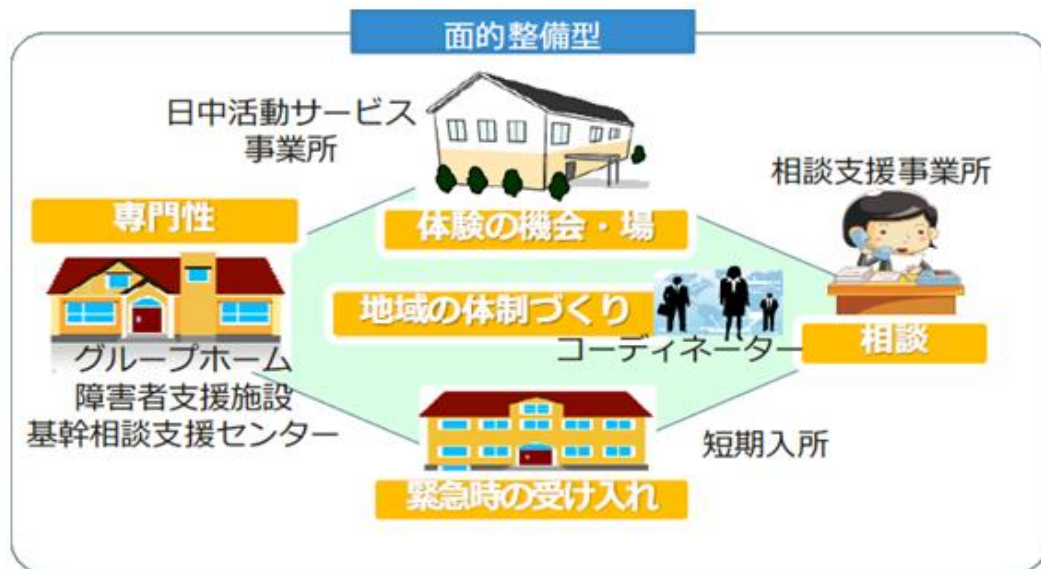 面的整備型
日中活動サービス
事業所
相談支援事業所
専門性
体験の機会・場
地域の体制づくり
コーディネーター
相談
グループホーム
障害者支援施設
基幹相談支援センター
短期入所
緊急時の受け入れ